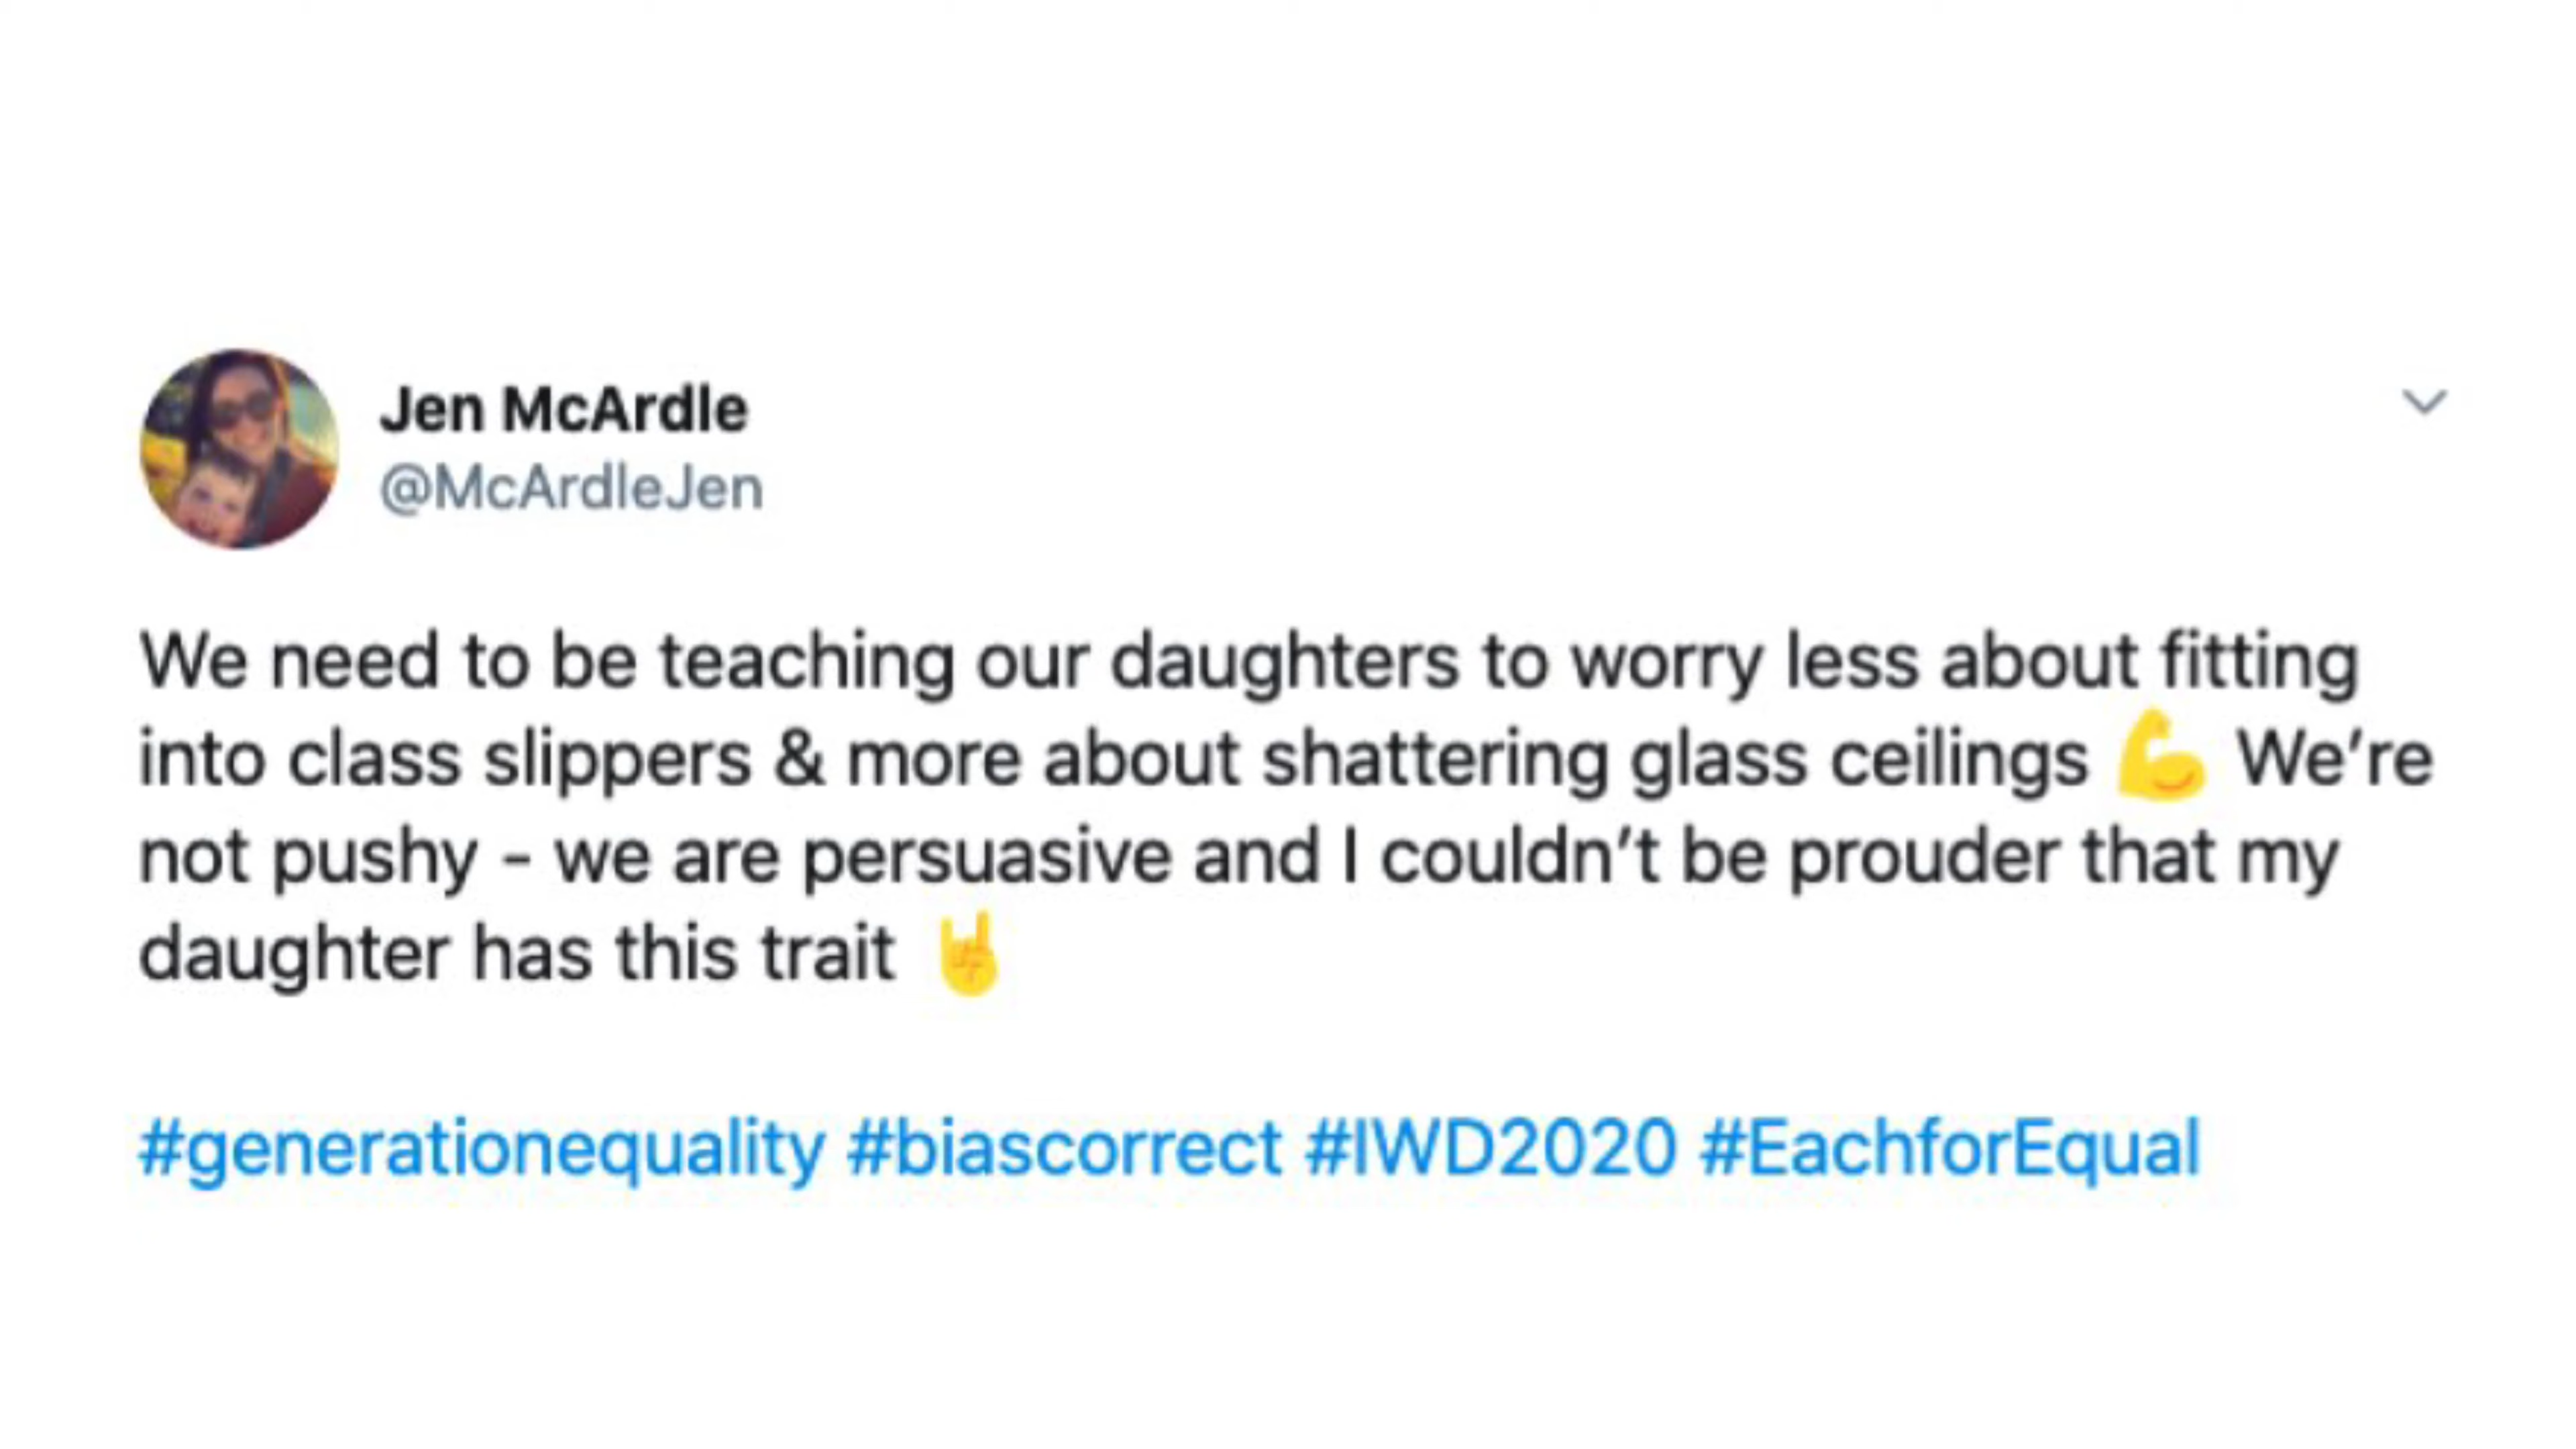 Jen McArdle
@McArdleJen
We need to be teaching our daughters to worry less about fitting
into class slippers & more about shattering glass ceilings 💪 We’re
not pushy - we are persuasive and I couldn’t be prouder that my
daughter has this trait 🤘
#generationequality #biascorrect #IWD2020 #EachforEqual